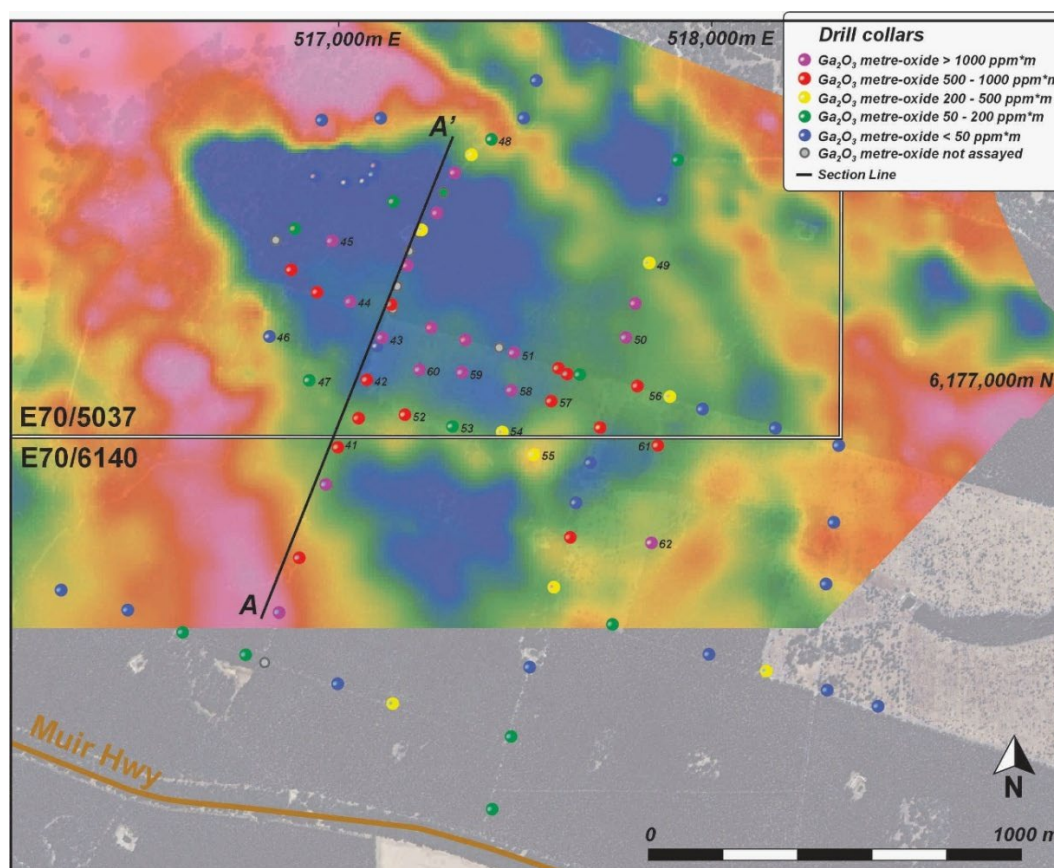 517,000m E
518,000m E
Drill collars
Ga₂O₃ metre-oxide > 1000 ppm*m
Ga₂O₃ metre-oxide 500 - 1000 ppm*m
Ga₂O₃ metre-oxide 200 - 500 ppm*m
Ga₂O₃ metre-oxide 50 - 200 ppm*m
Ga₂O₃ metre-oxide < 50 ppm*m
Ga₂O₃ metre-oxide not assayed
Section Line
A'
48
45
49
44
46
43
50
51
47
42
60
59
58
56
6,177,000m N
57
52
53
54
E70/5037
E70/6140
41
55
61
62
A
Muir Hwy
N
0
1000 m